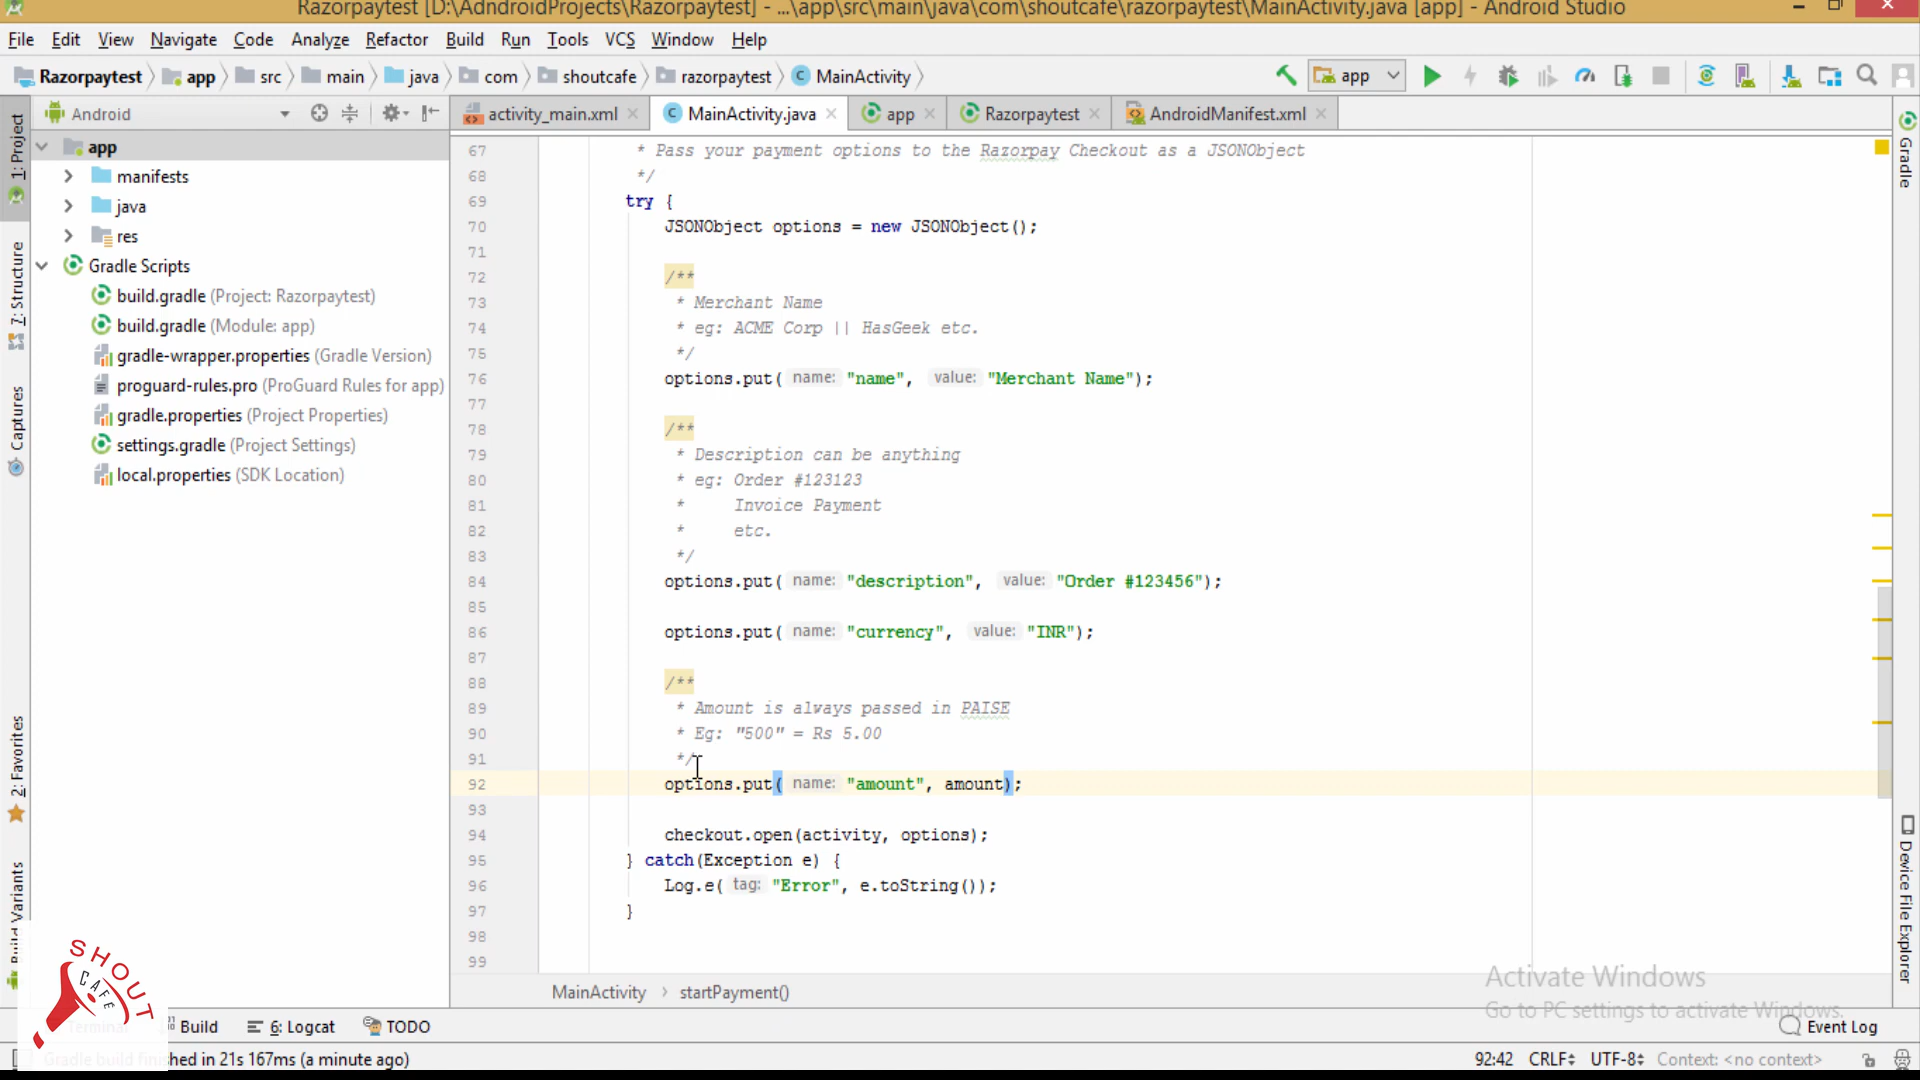 Razorpaytest [D:\AdndroidProjects\Razorpaytest] - ...\app\src\main\java\com\shoutcafe\razorpaytest\MainActivity.java [app] - Android Studio
File Edit View Navigate Code Analyze Refactor Build Run Tools VCS Window Help
Razorpaytest app src main java com shoutcafe razorpaytest MainActivity app
Android
activity_main.xml MainActivity.java app Razorpaytest AndroidManifest.xml
1: Project
7: Structure
Captures
2: Favorites
Build Variants
app
manifests
java
res
Gradle Scripts
build.gradle (Project: Razorpaytest)
build.gradle (Module: app)
gradle-wrapper.properties (Gradle Version)
proguard-rules.pro (ProGuard Rules for app)
gradle.properties (Project Properties)
settings.gradle (Project Settings)
local.properties (SDK Location)
67 * Pass your payment options to the Razorpay Checkout as a JSONObject
68 */
69 try {
70 JSONObject options = new JSONObject();
71
72 /**
73 * Merchant Name
74 * eg: ACME Corp || HasGeek etc.
75 */
76 options.put( name: "name", value: "Merchant Name");
77
78 /**
79 * Description can be anything
80 * eg: Order #123123
81 * Invoice Payment
82 * etc.
83 */
84 options.put( name: "description", value: "Order #123456");
85
86 options.put( name: "currency", value: "INR");
87
88 /**
89 * Amount is always passed in PAISE
90 * Eg: "500" = Rs 5.00
91 */
92 options.put( name: "amount", amount);
93
94 checkout.open(activity, options);
95 } catch(Exception e) {
96 Log.e( tag: "Error", e.toString());
97 }
98
99
Gradle
Device File Explorer
Activate Windows
Go to PC settings to activate Windows.
MainActivity startPayment()
SHOUT
CAFE
Terminal Build 6: Logcat TODO Event Log
Gradle build finished in 21s 167ms (a minute ago) 92:42 CRLF UTF-8 Context: <no context>